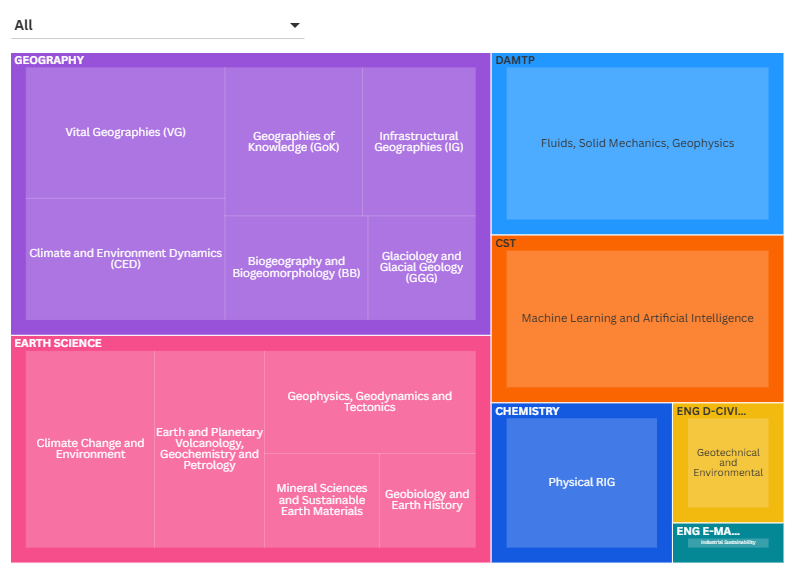 All
GEOGRAPHY
Vital Geographies (VG)
Geographies of
Knowledge (GoK)
Infrastructural
Geographies (IG)
Climate and Environment Dynamics
(CED)
Biogeography and
Biogeomorphology (BB)
Glaciology and
Glacial Geology
(GGG)
EARTH SCIENCE
Climate Change and
Environment
Earth and Planetary
Volcanology,
Geochemistry and
Petrology
Geophysics, Geodynamics and
Tectonics
Mineral Sciences
and Sustainable
Earth Materials
Geobiology and
Earth History
DAMTP
Fluids, Solid Mechanics, Geophysics
CST
Machine Learning and Artificial Intelligence
CHEMISTRY
Physical RIG
ENG D-CIVI...
Geotechnical
and
Environmental
ENG E-MA...
Industrial Sustainability